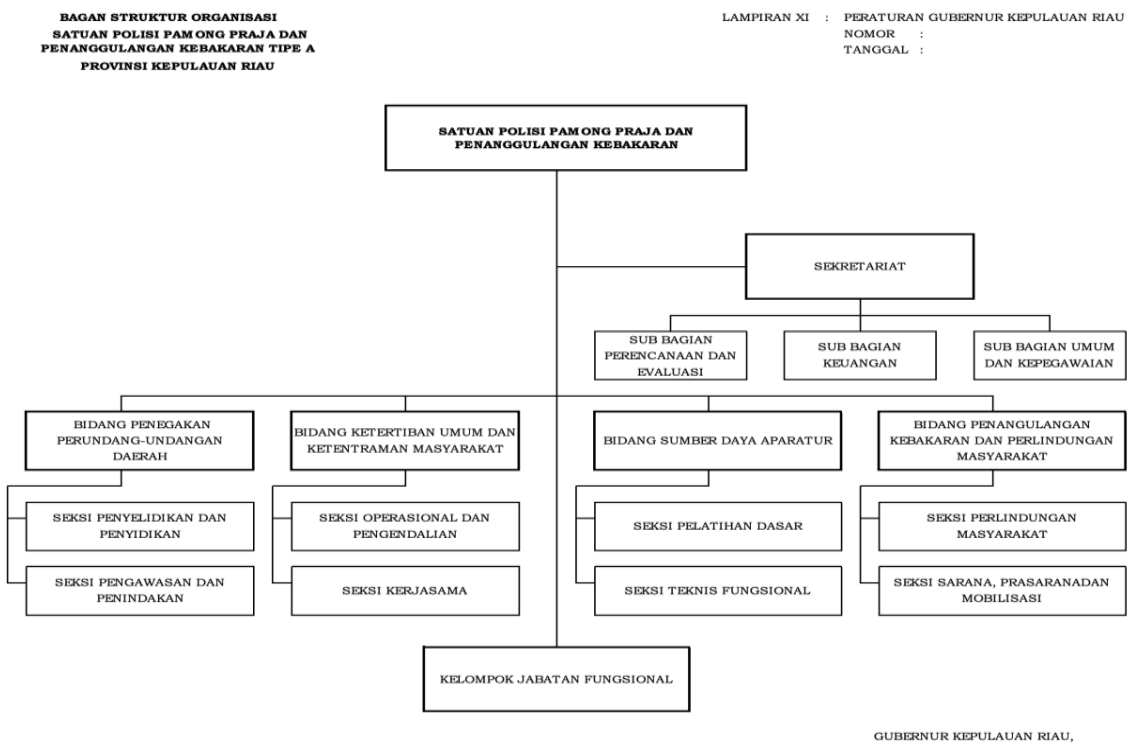 BAGAN STRUKTUR ORGANISASI
SATUAN POLISI PAMONG PRAJA DAN
PENANGGULANGAN KEBAKARAN TIPE A
PROVINSI KEPULAUAN RIAU
LAMPIRAN XI : PERATURAN GUBERNUR KEPULAUAN RIAU
NOMOR :
TANGGAL :
SATUAN POLISI PAMONG PRAJA DAN
PENANGGULANGAN KEBAKARAN
SEKRETARIAT
SUB BAGIAN
PERENCANAAN DAN
EVALUASI
SUB BAGIAN
KEUANGAN
SUB BAGIAN UMUM
DAN KEPEGAWAIAN
BIDANG PENEGAKAN
PERUNDANG-UNDANGAN
DAERAH
BIDANG KETERTIBAN UMUM DAN
KETENTRAMAN MASYARAKAT
BIDANG SUMBER DAYA APARATUR
BIDANG PENANGULANGAN
KEBAKARAN DAN PERLINDUNGAN
MASYARAKAT
SEKSI PENYELIDIKAN DAN
PENYIDIKAN
SEKSI OPERASIONAL DAN
PENGENDALIAN
SEKSI PELATIHAN DASAR
SEKSI PERLINDUNGAN
MASYARAKAT
SEKSI PENGAWASAN DAN
PENINDAKAN
SEKSI KERJASAMA
SEKSI TEKNIS FUNGSIONAL
SEKSI SARANA, PRASARANADAN
MOBILISASI
KELOMPOK JABATAN FUNGSIONAL
GUBERNUR KEPULAUAN RIAU,